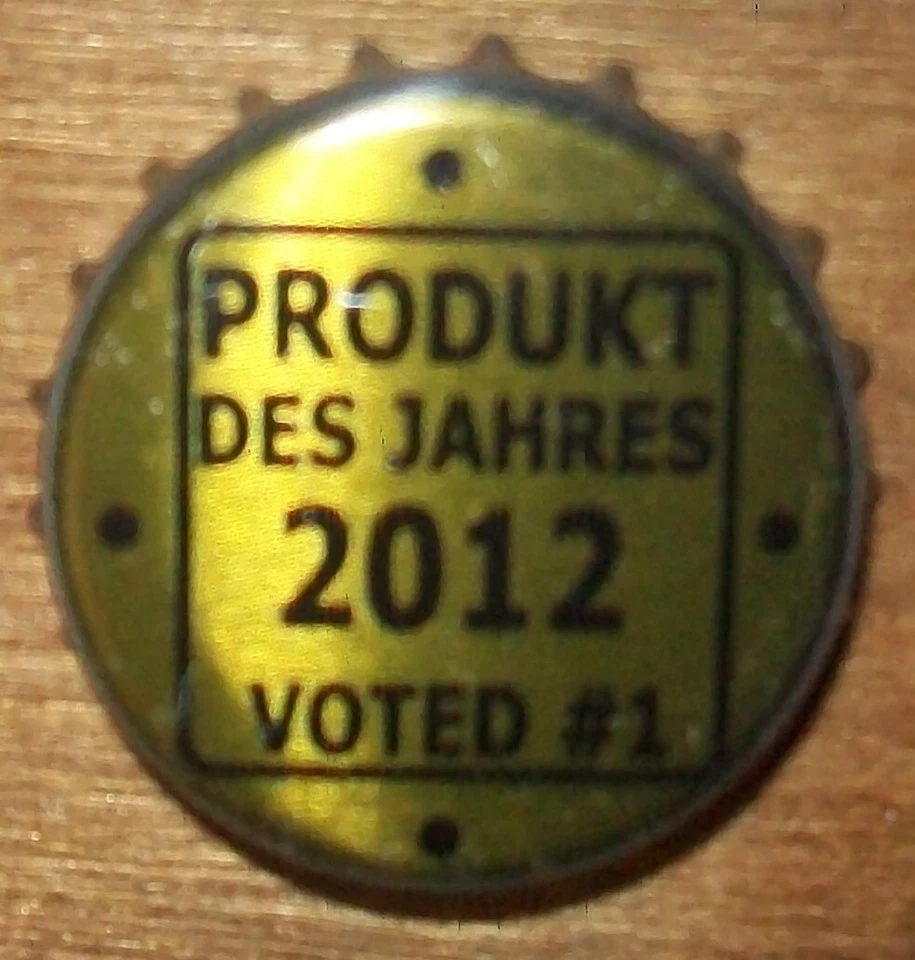 PRODUKT
DES JAHRES
2012
VOTED #1